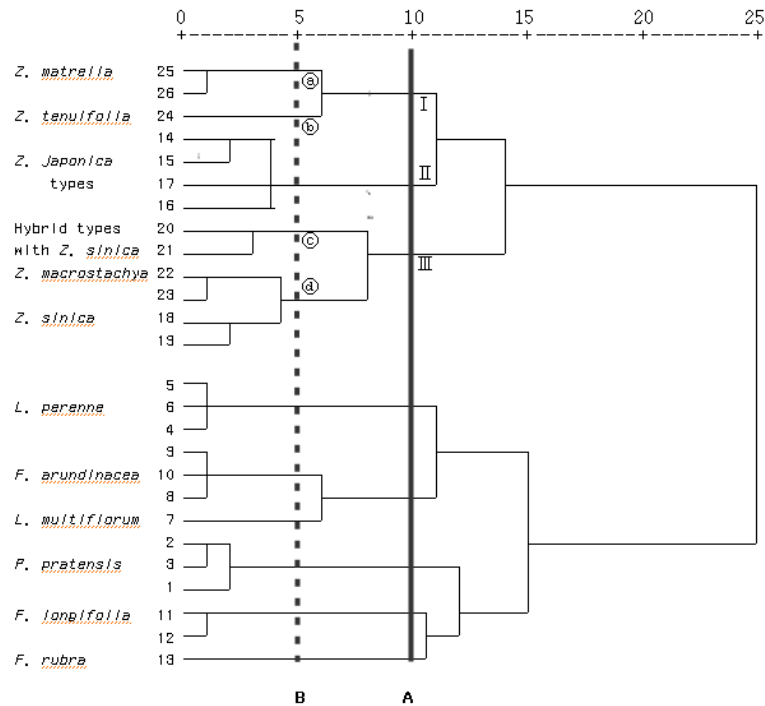 0 5 10 15 20 25
Z. matrella 25
26
ⓐ
I
Z. tenuifolia 24
ⓑ
14
Z. Japonica 15
types 17
II
16
Hybrid types 20
ⓒ
with Z. sinica 21
III
Z. macrostachya 22
ⓓ
23
Z. sinica 18
19
5
L. perenne 6
4
9
F. arundinacea 10
8
L. multiflorum 7
2
P. pratensis 3
1
F. longifolia 11
12
F. rubra 13
B A